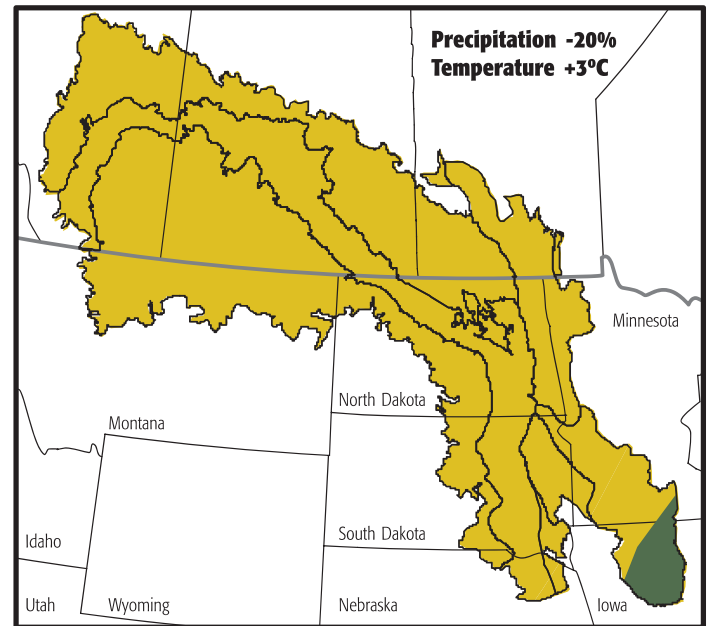 Precipitation -20%
Temperature +3ºC
Minnesota
North Dakota
Montana
South Dakota
Idaho
Utah
Wyoming
Nebraska
Iowa